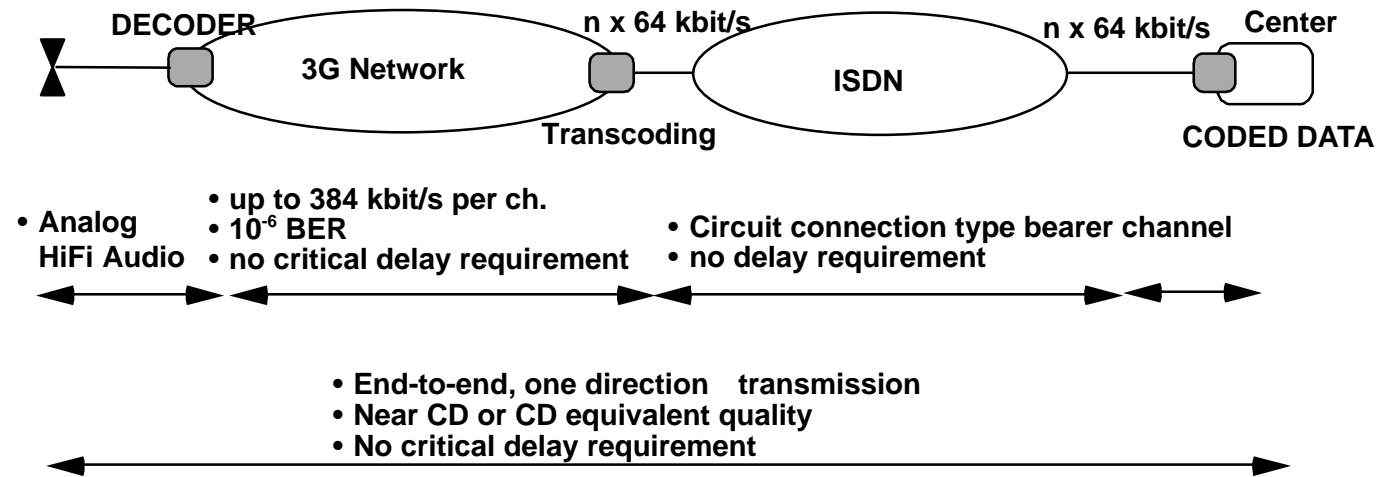 DECODER
3G Network
n x 64 kbit/s
Transcoding
ISDN
n x 64 kbit/s
Center
CODED DATA
• Analog
HiFi Audio
• up to 384 kbit/s per ch.
• 10⁻⁶ BER
• no critical delay requirement
• Circuit connection type bearer channel
• no delay requirement
• End-to-end, one direction transmission
• Near CD or CD equivalent quality
• No critical delay requirement